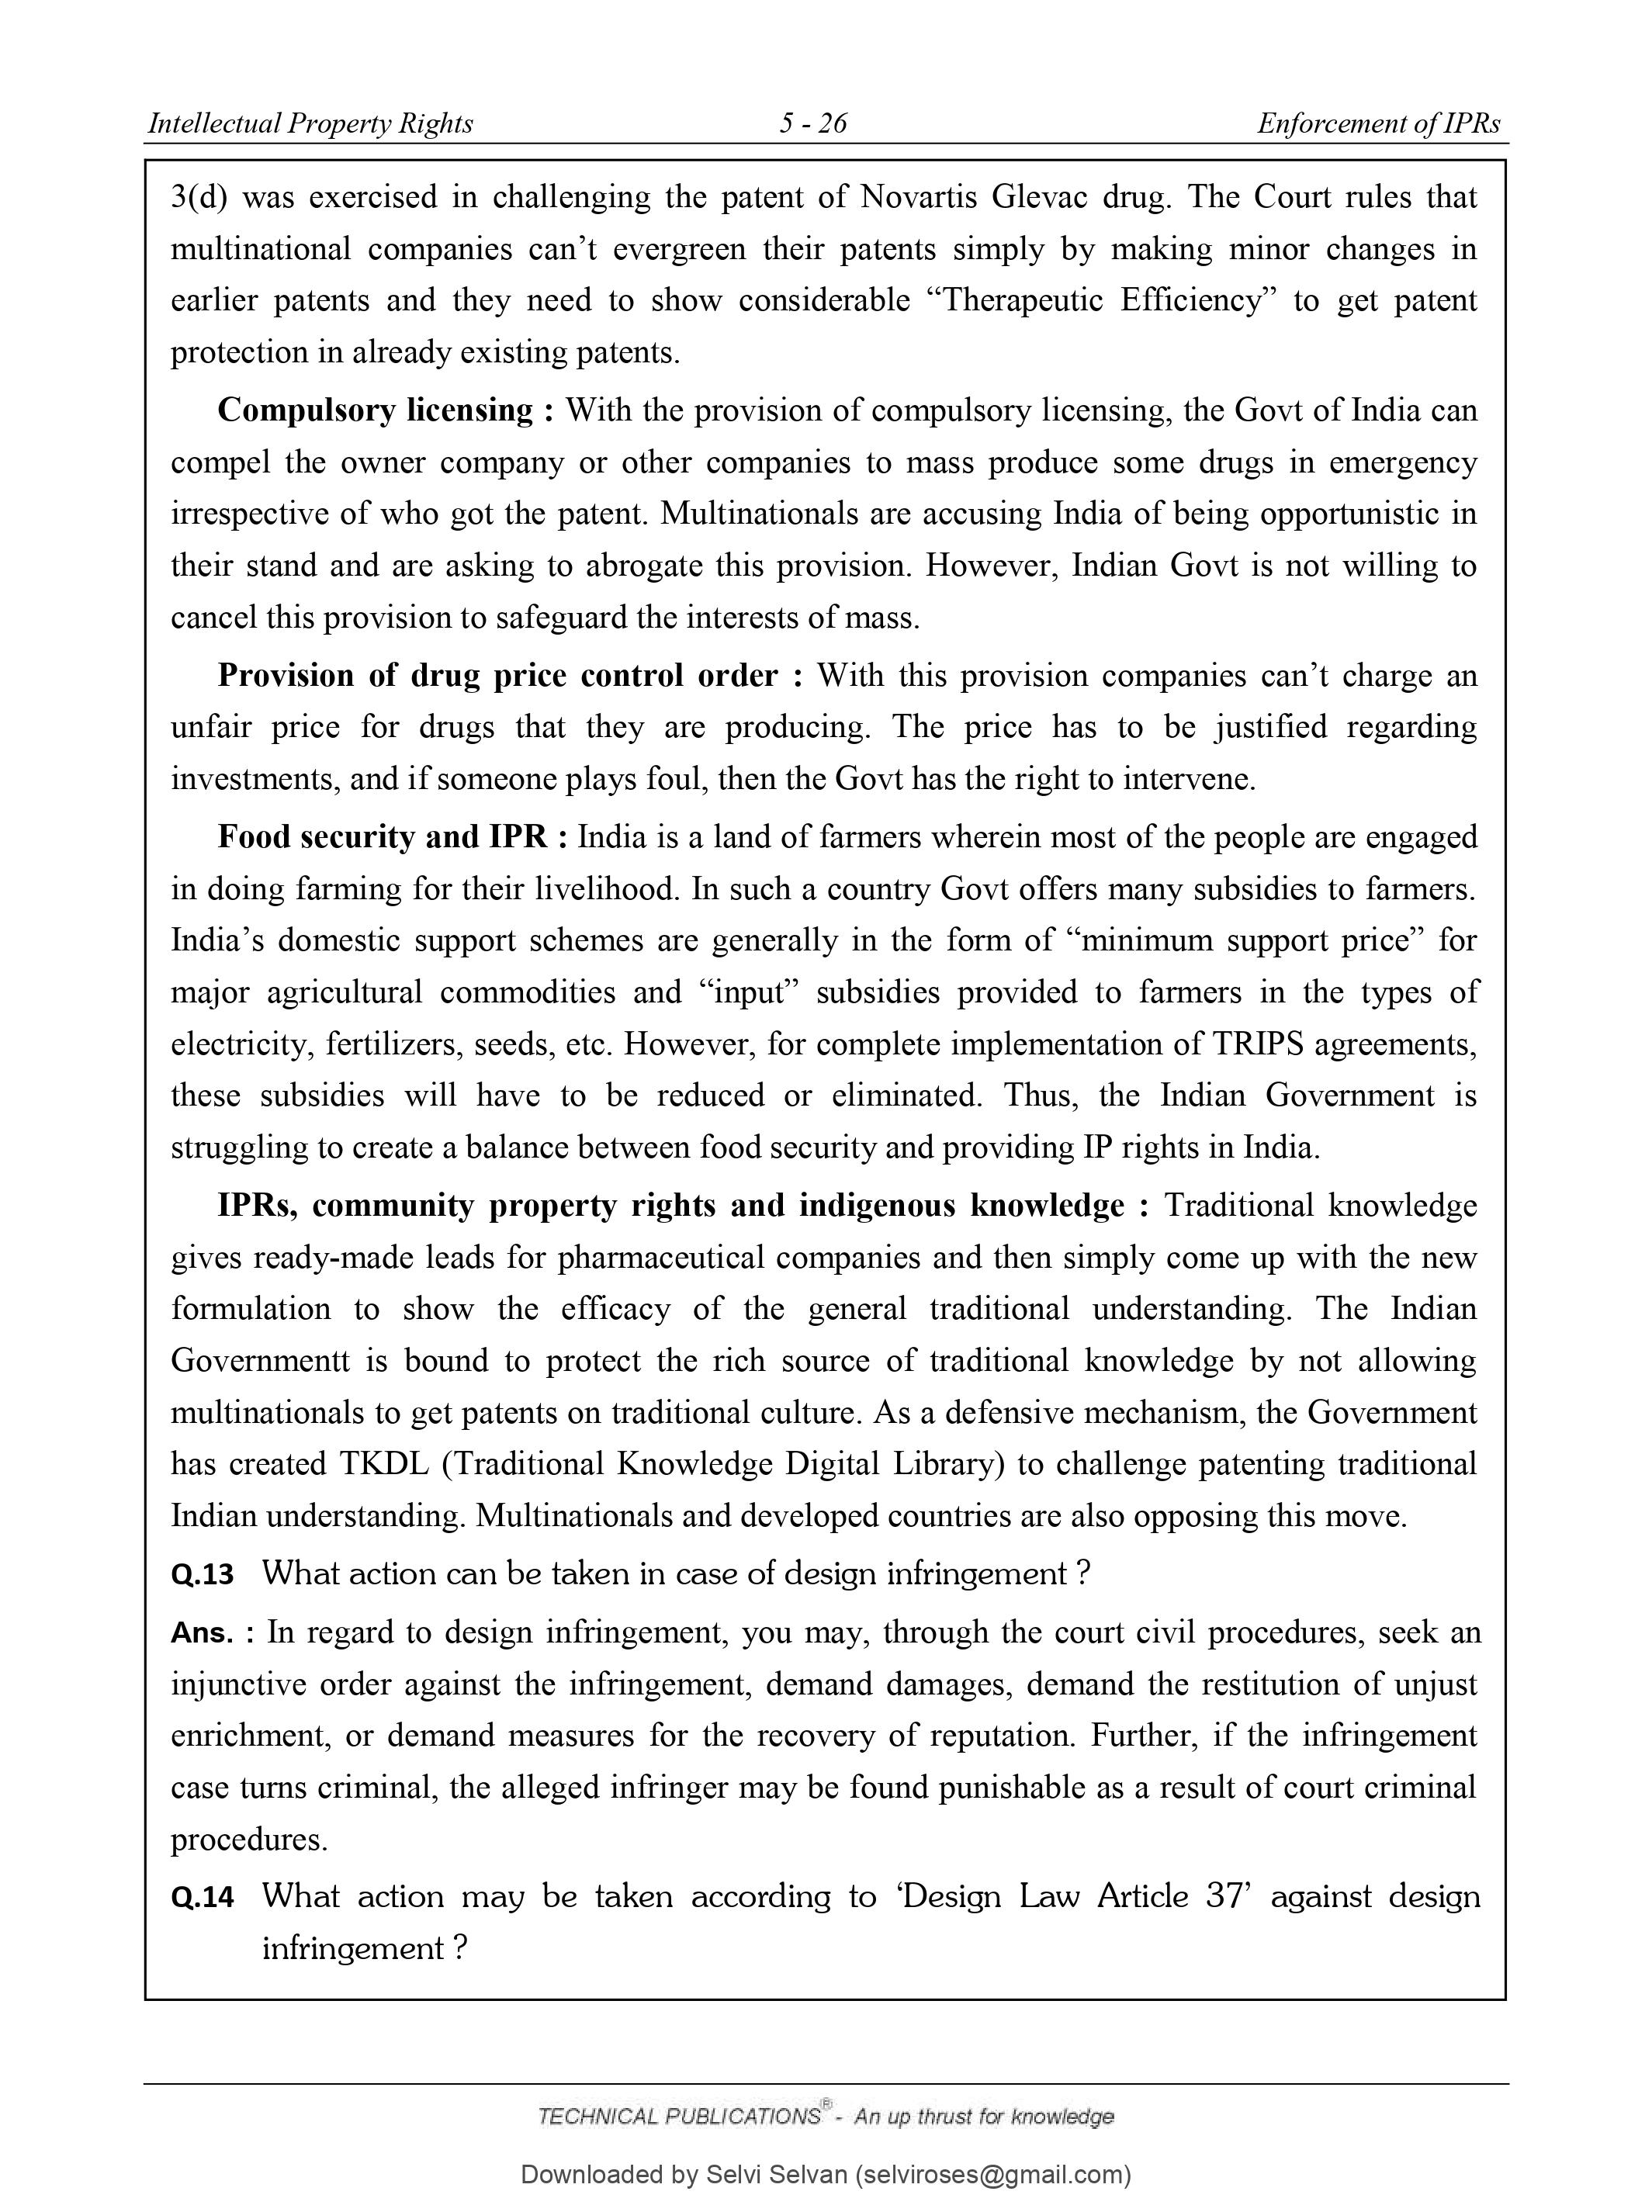 Intellectual Property Rights 5 - 26 Enforcement of IPRs
3(d) was exercised in challenging the patent of Novartis Glevac drug. The Court rules that
multinational companies can’t evergreen their patents simply by making minor changes in
earlier patents and they need to show considerable “Therapeutic Efficiency” to get patent
protection in already existing patents.
Compulsory licensing : With the provision of compulsory licensing, the Govt of India can
compel the owner company or other companies to mass produce some drugs in emergency
irrespective of who got the patent. Multinationals are accusing India of being opportunistic in
their stand and are asking to abrogate this provision. However, Indian Govt is not willing to
cancel this provision to safeguard the interests of mass.
Provision of drug price control order : With this provision companies can’t charge an
unfair price for drugs that they are producing. The price has to be justified regarding
investments, and if someone plays foul, then the Govt has the right to intervene.
Food security and IPR : India is a land of farmers wherein most of the people are engaged
in doing farming for their livelihood. In such a country Govt offers many subsidies to farmers.
India’s domestic support schemes are generally in the form of “minimum support price” for
major agricultural commodities and “input” subsidies provided to farmers in the types of
electricity, fertilizers, seeds, etc. However, for complete implementation of TRIPS agreements,
these subsidies will have to be reduced or eliminated. Thus, the Indian Government is
struggling to create a balance between food security and providing IP rights in India.
IPRs, community property rights and indigenous knowledge : Traditional knowledge
gives ready-made leads for pharmaceutical companies and then simply come up with the new
formulation to show the efficacy of the general traditional understanding. The Indian
Governmentt is bound to protect the rich source of traditional knowledge by not allowing
multinationals to get patents on traditional culture. As a defensive mechanism, the Government
has created TKDL (Traditional Knowledge Digital Library) to challenge patenting traditional
Indian understanding. Multinationals and developed countries are also opposing this move.
Q.13 What action can be taken in case of design infringement ?
Ans. : In regard to design infringement, you may, through the court civil procedures, seek an
injunctive order against the infringement, demand damages, demand the restitution of unjust
enrichment, or demand measures for the recovery of reputation. Further, if the infringement
case turns criminal, the alleged infringer may be found punishable as a result of court criminal
procedures.
Q.14 What action may be taken according to ‘Design Law Article 37’ against design
infringement ?
TECHNICAL PUBLICATIONS® - An up thrust for knowledge
Downloaded by Selvi Selvan (selviroses@gmail.com)